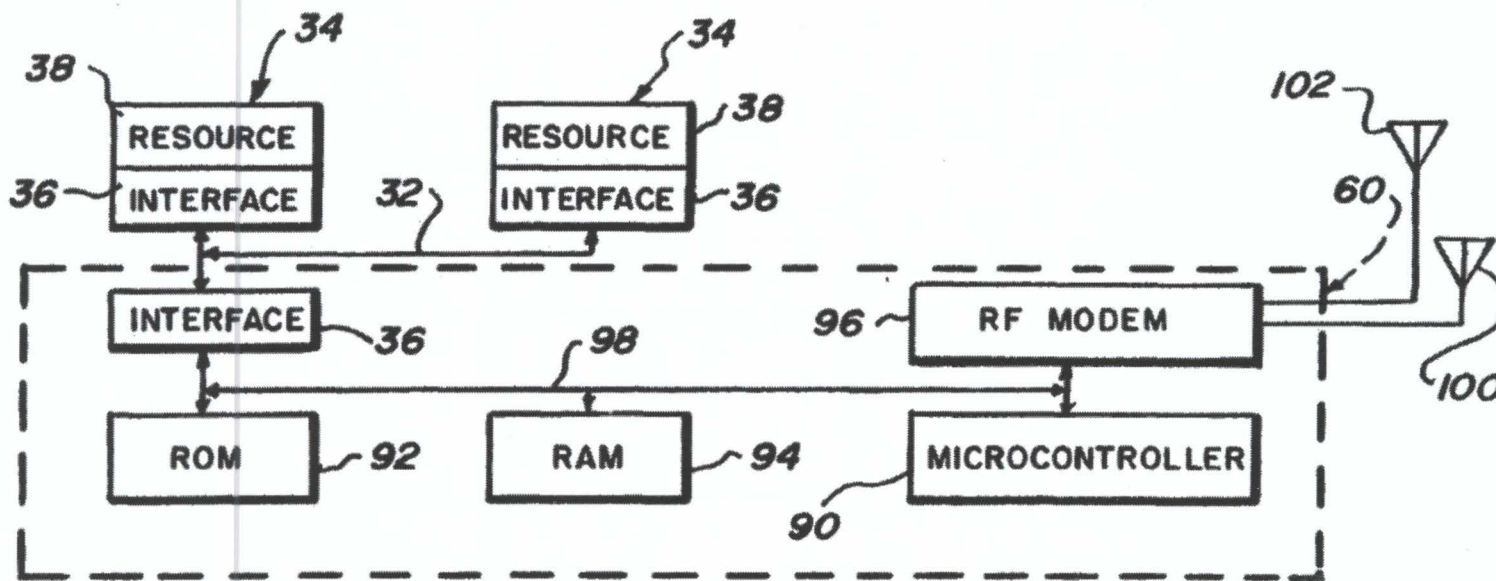 34
34
38
RESOURCE
RESOURCE
38
102
36
INTERFACE
32
INTERFACE
36
60
INTERFACE
36
98
96
RF MODEM
100
ROM
92
RAM
94
MICROCONTROLLER
90